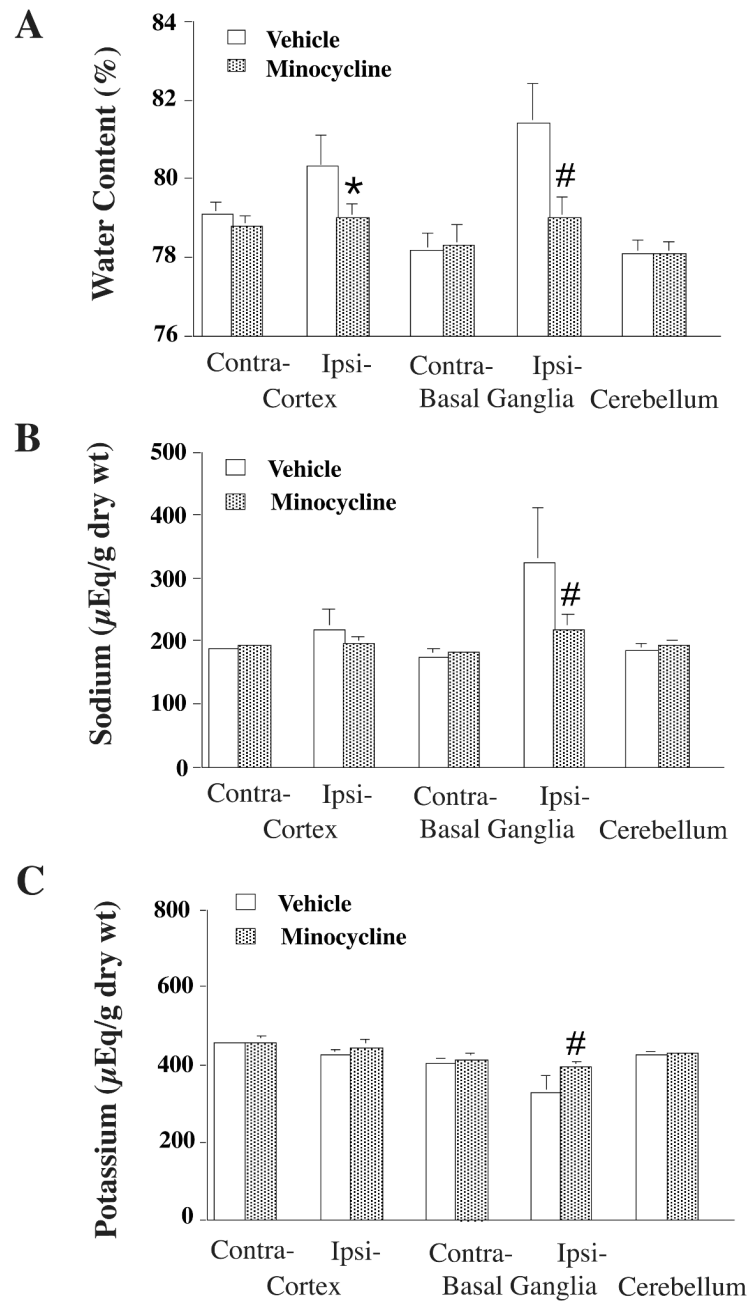 A
Water Content (%)
84
82
80
78
76
Vehicle
Minocycline
*
#
Contra- Ipsi- Contra- Ipsi-
Cortex Basal Ganglia Cerebellum
B
Sodium (µEq/g dry wt)
500
400
300
200
100
0
Vehicle
Minocycline
#
Contra- Ipsi- Contra- Ipsi-
Cortex Basal Ganglia Cerebellum
C
Potassium (µEq/g dry wt)
800
600
400
200
0
Vehicle
Minocycline
#
Contra- Ipsi- Contra- Ipsi-
Cortex Basal Ganglia Cerebellum